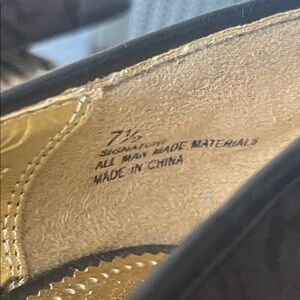 7½
SIGNATURE
ALL MAN MADE MATERIALS
MADE IN CHINA